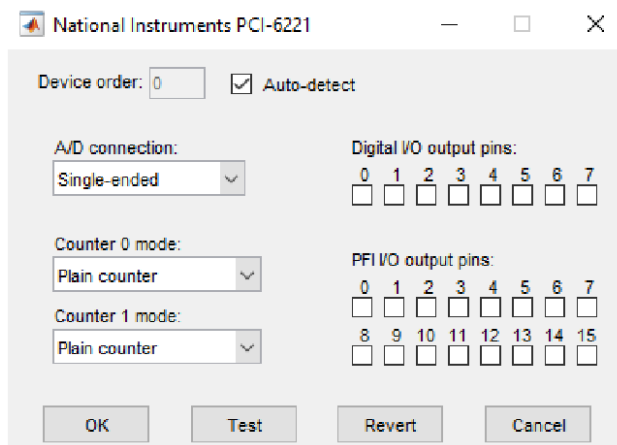 National Instruments PCI-6221
Device order: 0 Auto-detect
A/D connection:
Single-ended
Digital I/O output pins:
0 1 2 3 4 5 6 7
Counter 0 mode:
Plain counter
PFI I/O output pins:
0 1 2 3 4 5 6 7
8 9 10 11 12 13 14 15
Counter 1 mode:
Plain counter
OK Test Revert Cancel